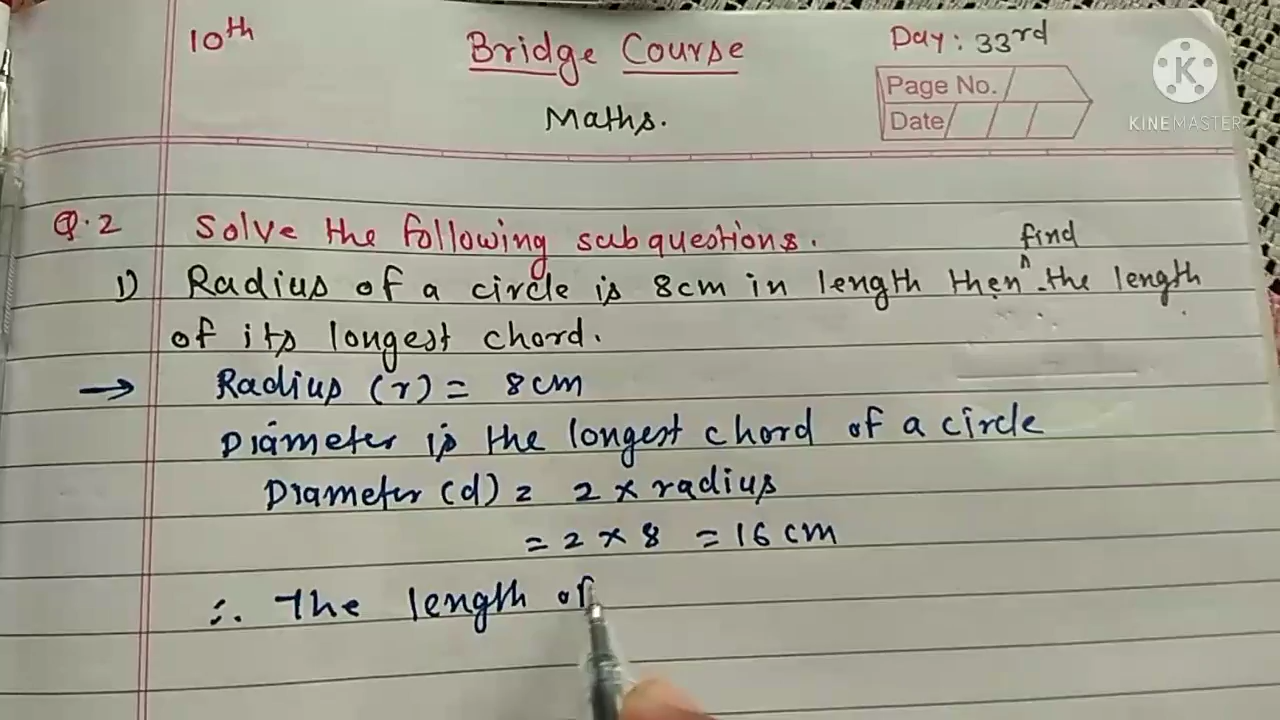 10th
Bridge Course
Maths.
Day: 33rd
Page No.
Date
KINEMASTER
Q.2 Solve the following subquestions.
find
1) Radius of a circle is 8cm in length then ^ the length
of its longest chord.
→ Radius (r) = 8cm
Diameter is the longest chord of a circle
Diameter (d) = 2 × radius
= 2 × 8 = 16 cm
∴ The length of